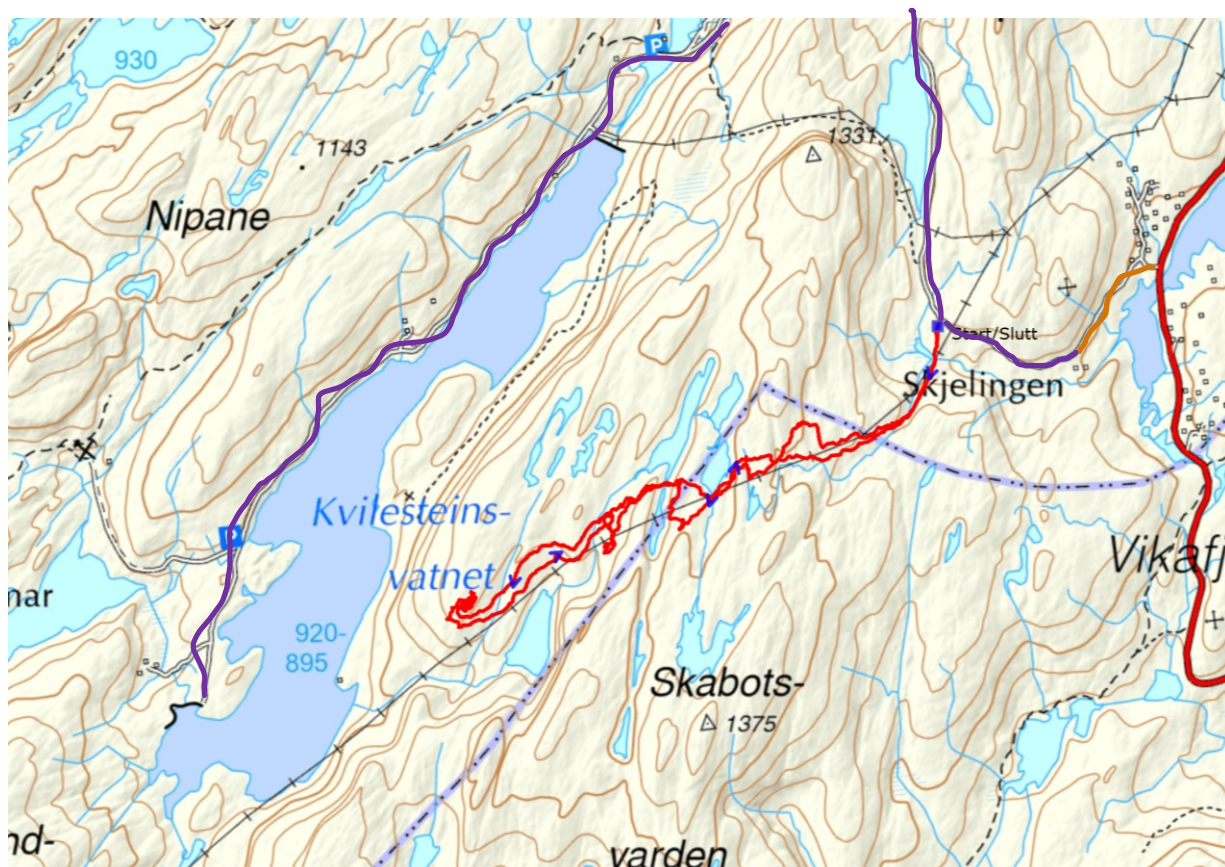 930
P
1143
1331
Nipane
Start/Slutt
Skjelingen
Kvilesteins-
vatnet
P
Vikafj
nar
920-
895
Skabots-
1375
nd-
varden